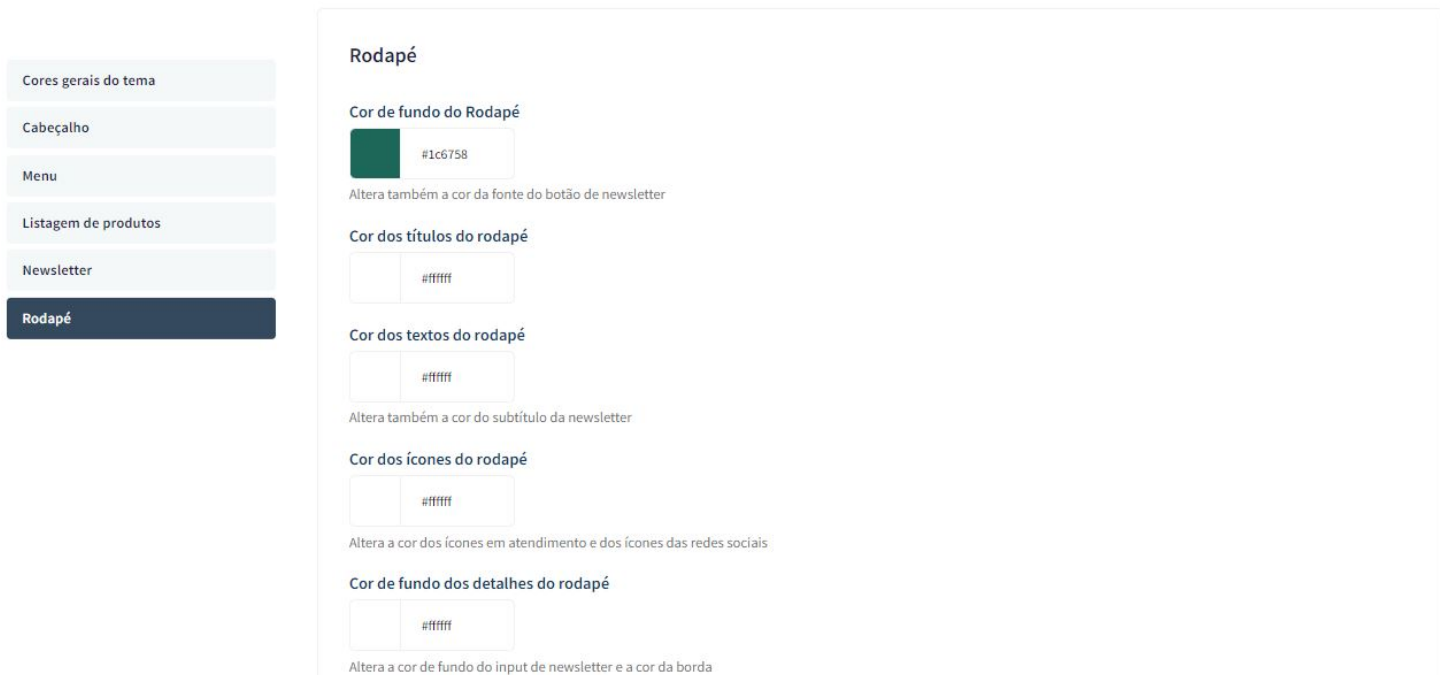 Cores gerais do tema
Cabeçalho
Menu
Listagem de produtos
Newsletter
Rodapé
Rodapé
Cor de fundo do Rodapé
#1c6758
Altera também a cor da fonte do botão de newsletter
Cor dos títulos do rodapé
#ffffff
Cor dos textos do rodapé
#ffffff
Altera também a cor do subtítulo da newsletter
Cor dos ícones do rodapé
#ffffff
Altera a cor dos ícones em atendimento e dos ícones das redes sociais
Cor de fundo dos detalhes do rodapé
#ffffff
Altera a cor de fundo do input de newsletter e a cor da borda